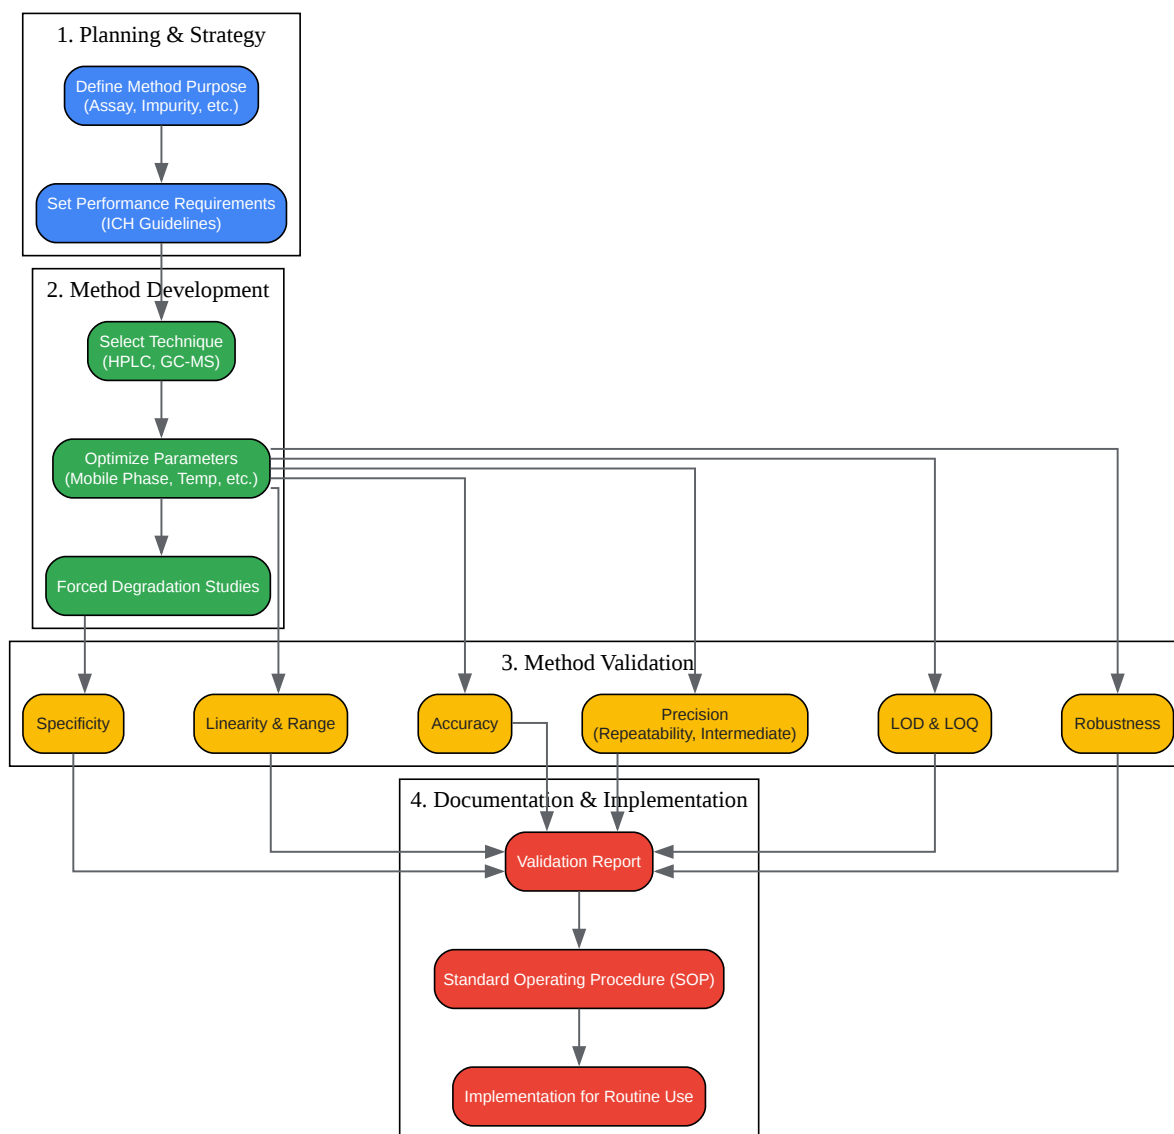 1. Planning & Strategy
Define Method Purpose
(Assay, Impurity, etc.)
Set Performance Requirements
(ICH Guidelines)
2. Method Development
Select Technique
(HPLC, GC-MS)
Optimize Parameters
(Mobile Phase, Temp, etc.)
Forced Degradation Studies
3. Method Validation
Specificity
Linearity & Range
Accuracy
Precision
(Repeatability, Intermediate)
LOD & LOQ
Robustness
4. Documentation & Implementation
Validation Report
Standard Operating Procedure (SOP)
Implementation for Routine Use